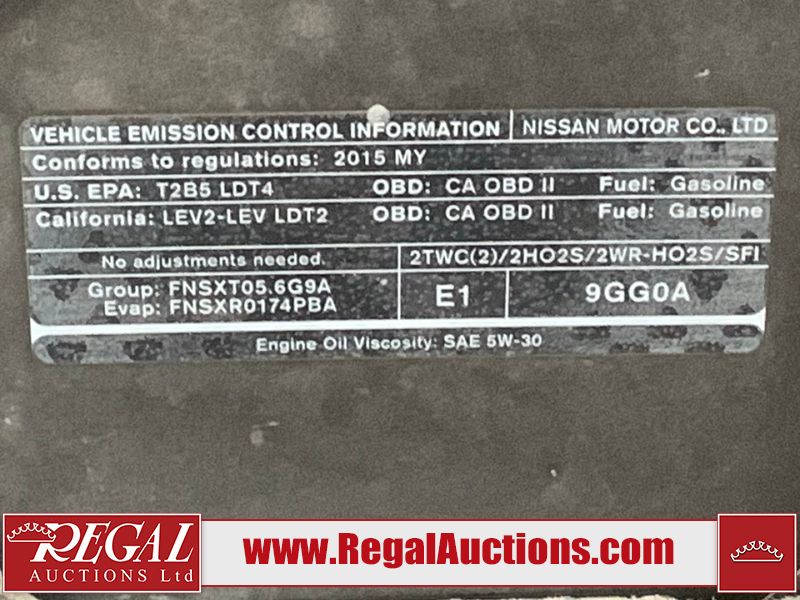 VEHICLE EMISSION CONTROL INFORMATION NISSAN MOTOR CO., LTD
Conforms to regulations: 2015 MY
U.S. EPA: T2B5 LDT4 OBD: CA OBD II Fuel: Gasoline
California: LEV2-LEV LDT2 OBD: CA OBD II Fuel: Gasoline
No adjustments needed. 2TWC(2)/2HO2S/2WR-HO2S/SFI
Group: FNSXT05.6G9A
Evap: FNSXR0174PBA
E1 9GG0A
Engine Oil Viscosity: SAE 5W-30
REGAL
AUCTIONS Ltd
www.RegalAuctions.com